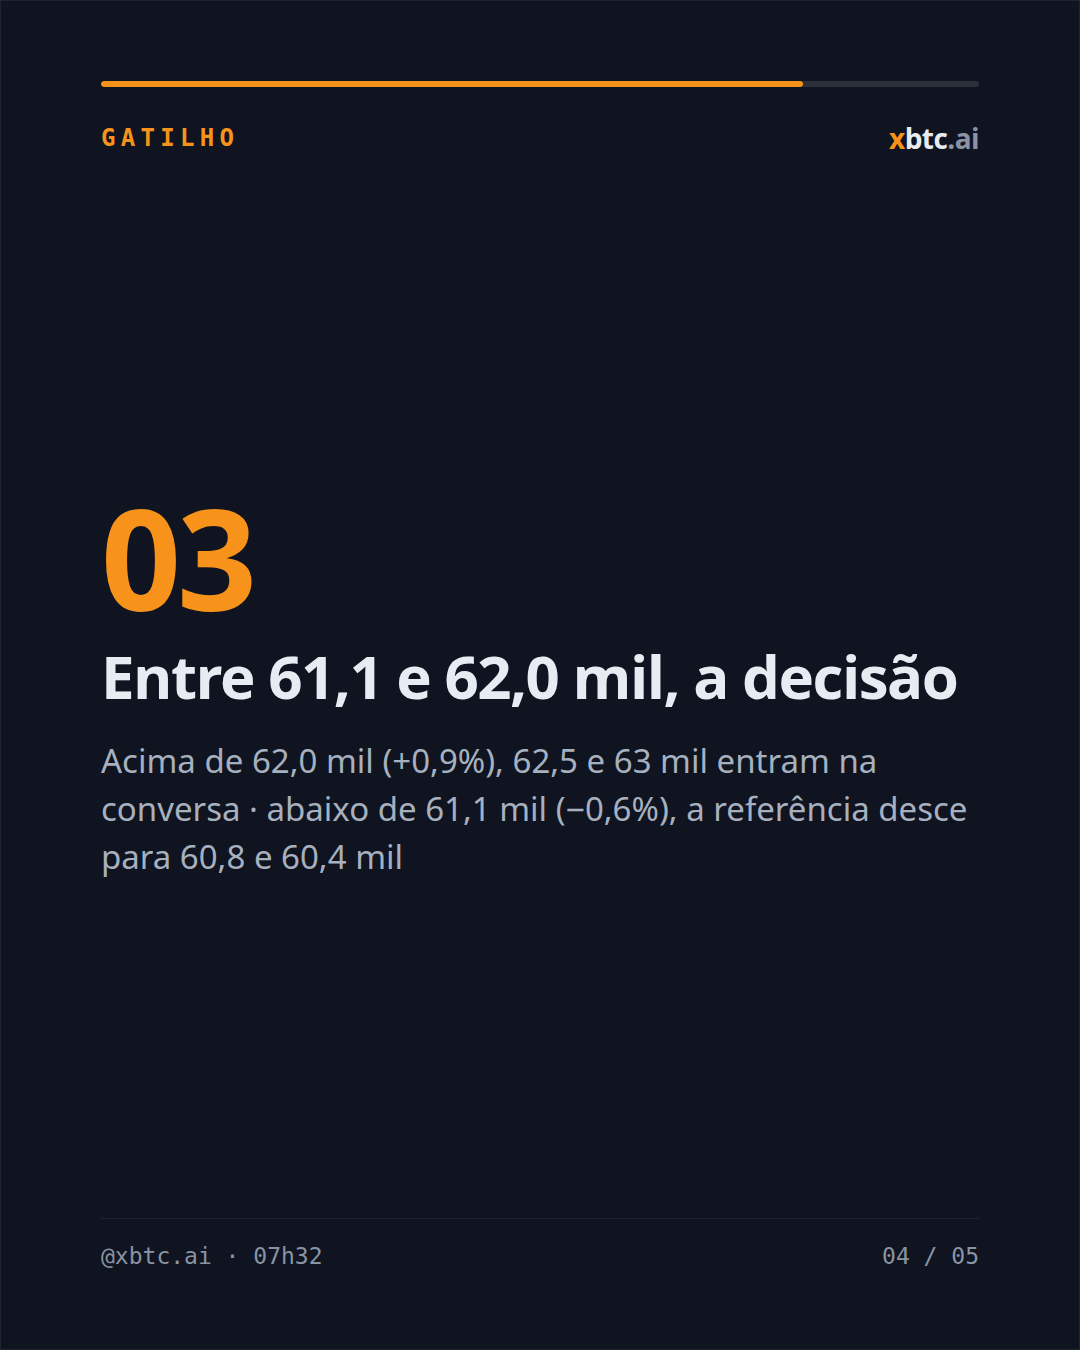 GATILHO
xbtc.ai
03
Entre 61,1 e 62,0 mil, a decisão
Acima de 62,0 mil (+0,9%), 62,5 e 63 mil entram na
conversa · abaixo de 61,1 mil (−0,6%), a referência desce
para 60,8 e 60,4 mil
@xbtc.ai · 07h32
04 / 05